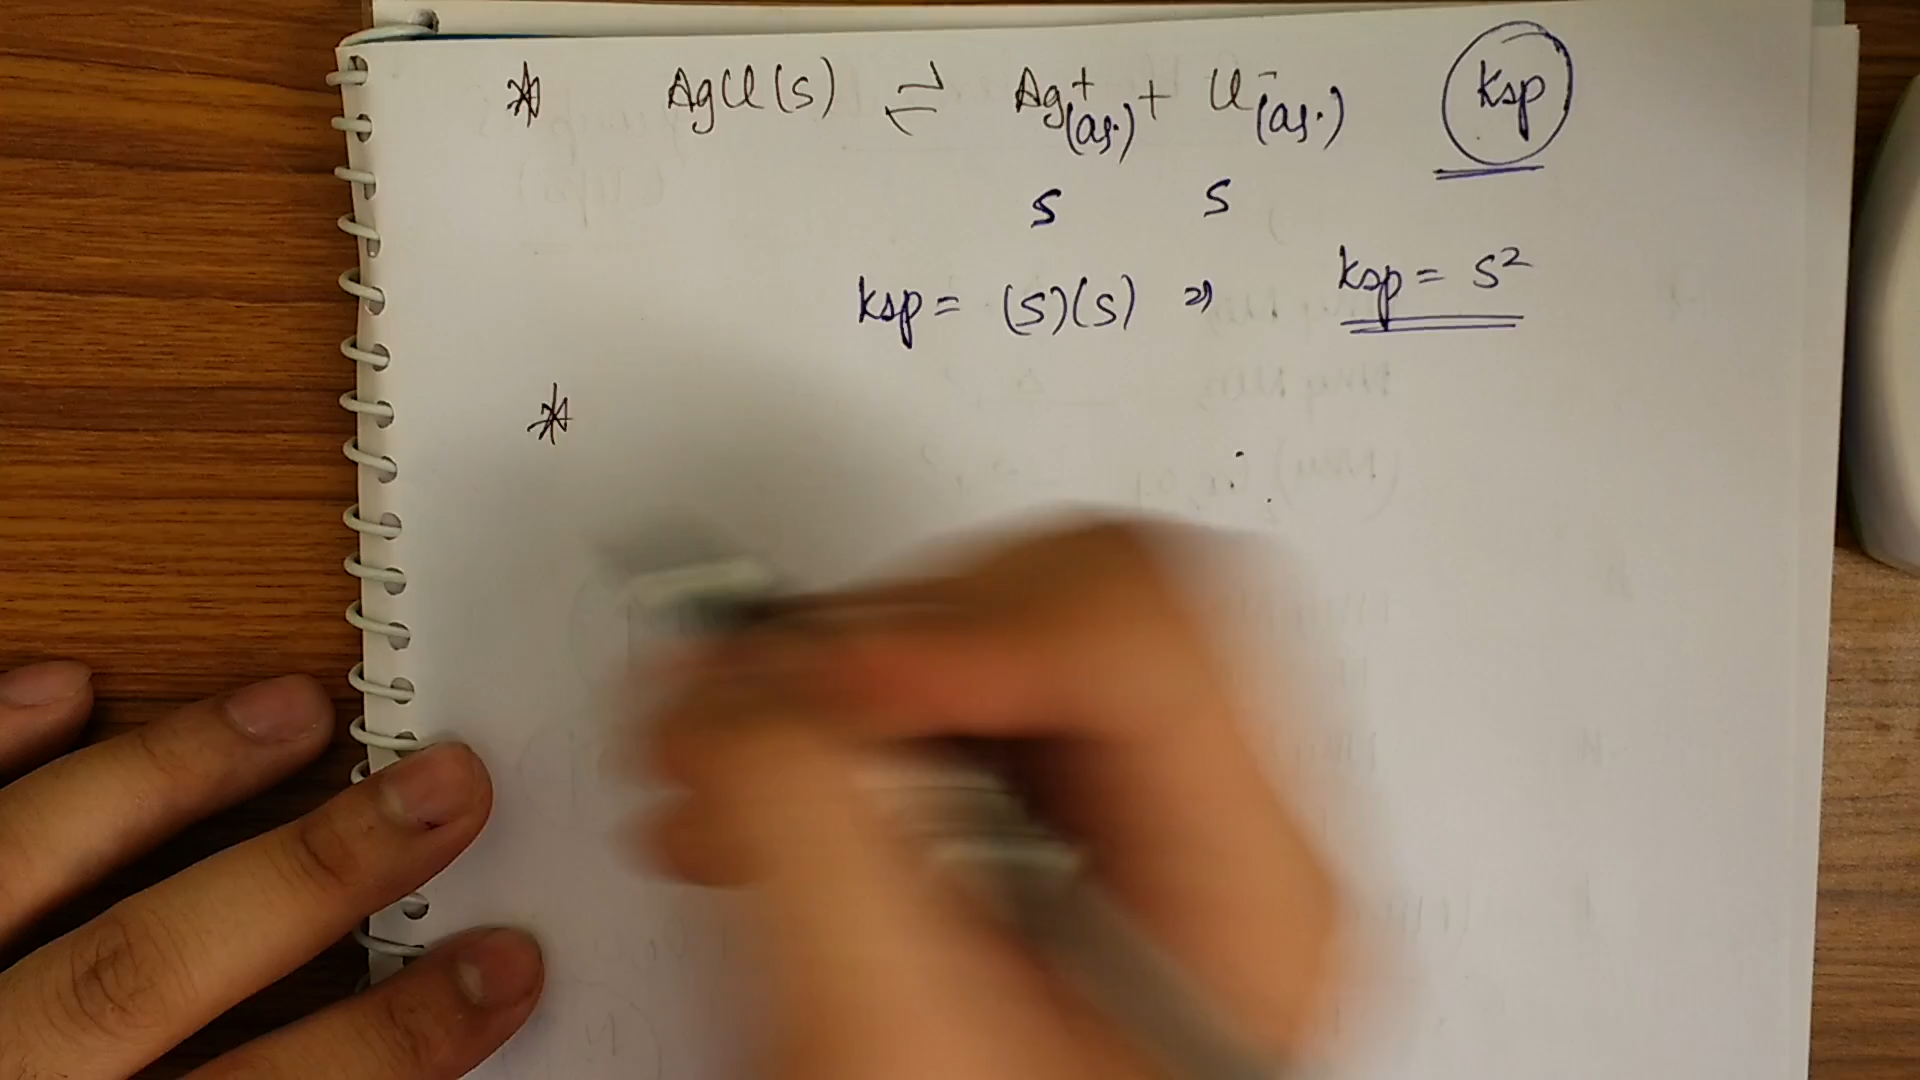 * AgCl(s) ⇌ Ag⁺(aq.) + Cl⁻(aq.) Ksp
s s
Ksp = (s)(s) ⇒ Ksp = s²
*